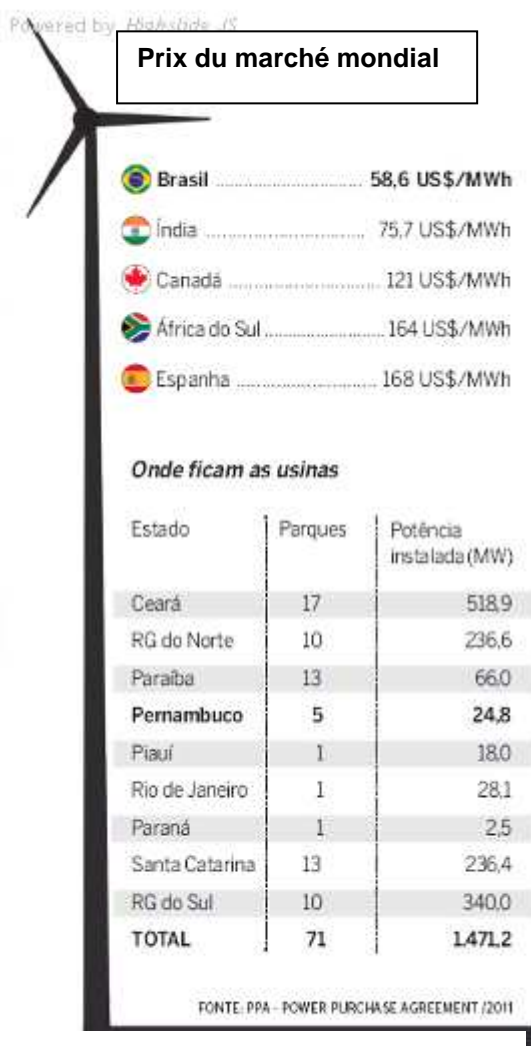 Powered by Highslide JS
Prix du marché mondial
Brasil .............................. 58,6 US$/MWh
Índia .............................. 75,7 US$/MWh
Canadá .............................. 121 US$/MWh
África do Sul .............................. 164 US$/MWh
Espanha .............................. 168 US$/MWh
Onde ficam as usinas
Estado Parques Potência
instalada (MW)
Ceará 17 518,9
RG do Norte 10 236,6
Paraíba 13 66,0
Pernambuco 5 24,8
Piauí 1 18,0
Rio de Janeiro 1 28,1
Paraná 1 2,5
Santa Catarina 13 236,4
RG do Sul 10 340,0
TOTAL 71 1.471,2
FONTE: PPA - POWER PURCHASE AGREEMENT /2011